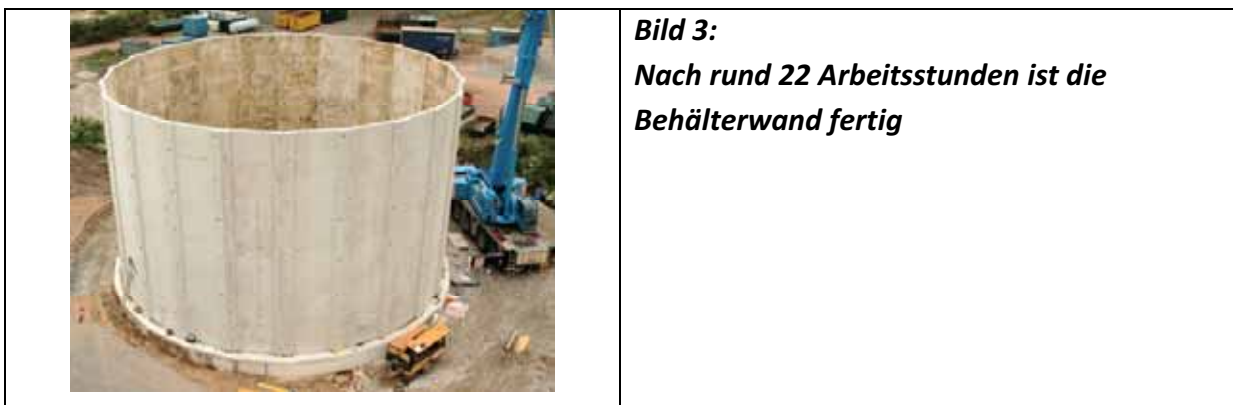 Bild 3:
Nach rund 22 Arbeitsstunden ist die
Behälterwand fertig